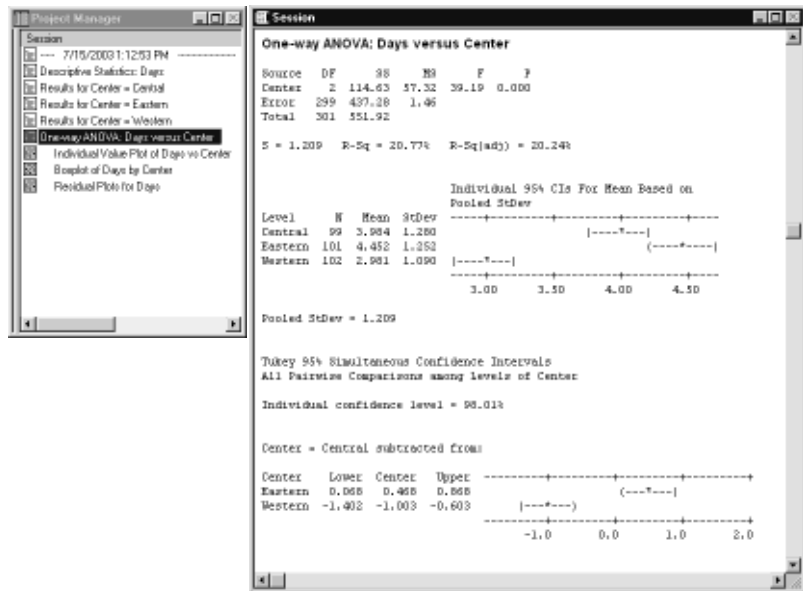 Project Manager
Session
--- 7/15/2003 1:12:53 PM ---
Descriptive Statistics: Days
Results for Center = Central
Results for Center = Eastern
Results for Center = Western
One-way ANOVA: Days versus Center
Individual Value Plot of Days vs Center
Boxplot of Days by Center
Residual Plots for Days
Session
One-way ANOVA: Days versus Center
Source DF SS MS F P
Center 2 114.63 57.32 39.19 0.000
Error 299 437.28 1.46
Total 301 551.92
S = 1.209 R-Sq = 20.77% R-Sq(adj) = 20.24%
Individual 95% CIs For Mean Based on
Pooled StDev
Level N Mean StDev -----+---------+---------+---------+----
Central 99 3.984 1.280 (----*---)
Eastern 101 4.452 1.252 (----*----)
Western 102 2.981 1.090 (----*---)
-----+---------+---------+---------+----
3.00 3.50 4.00 4.50
Pooled StDev = 1.209
Tukey 95% Simultaneous Confidence Intervals
All Pairwise Comparisons among Levels of Center
Individual confidence level = 98.01%
Center = Central subtracted from:
Center Lower Center Upper ---------+---------+---------+---------+
Eastern 0.068 0.468 0.868 (---*---)
Western -1.402 -1.003 -0.603 (---*---)
---------+---------+---------+---------+
-1.0 0.0 1.0 2.0